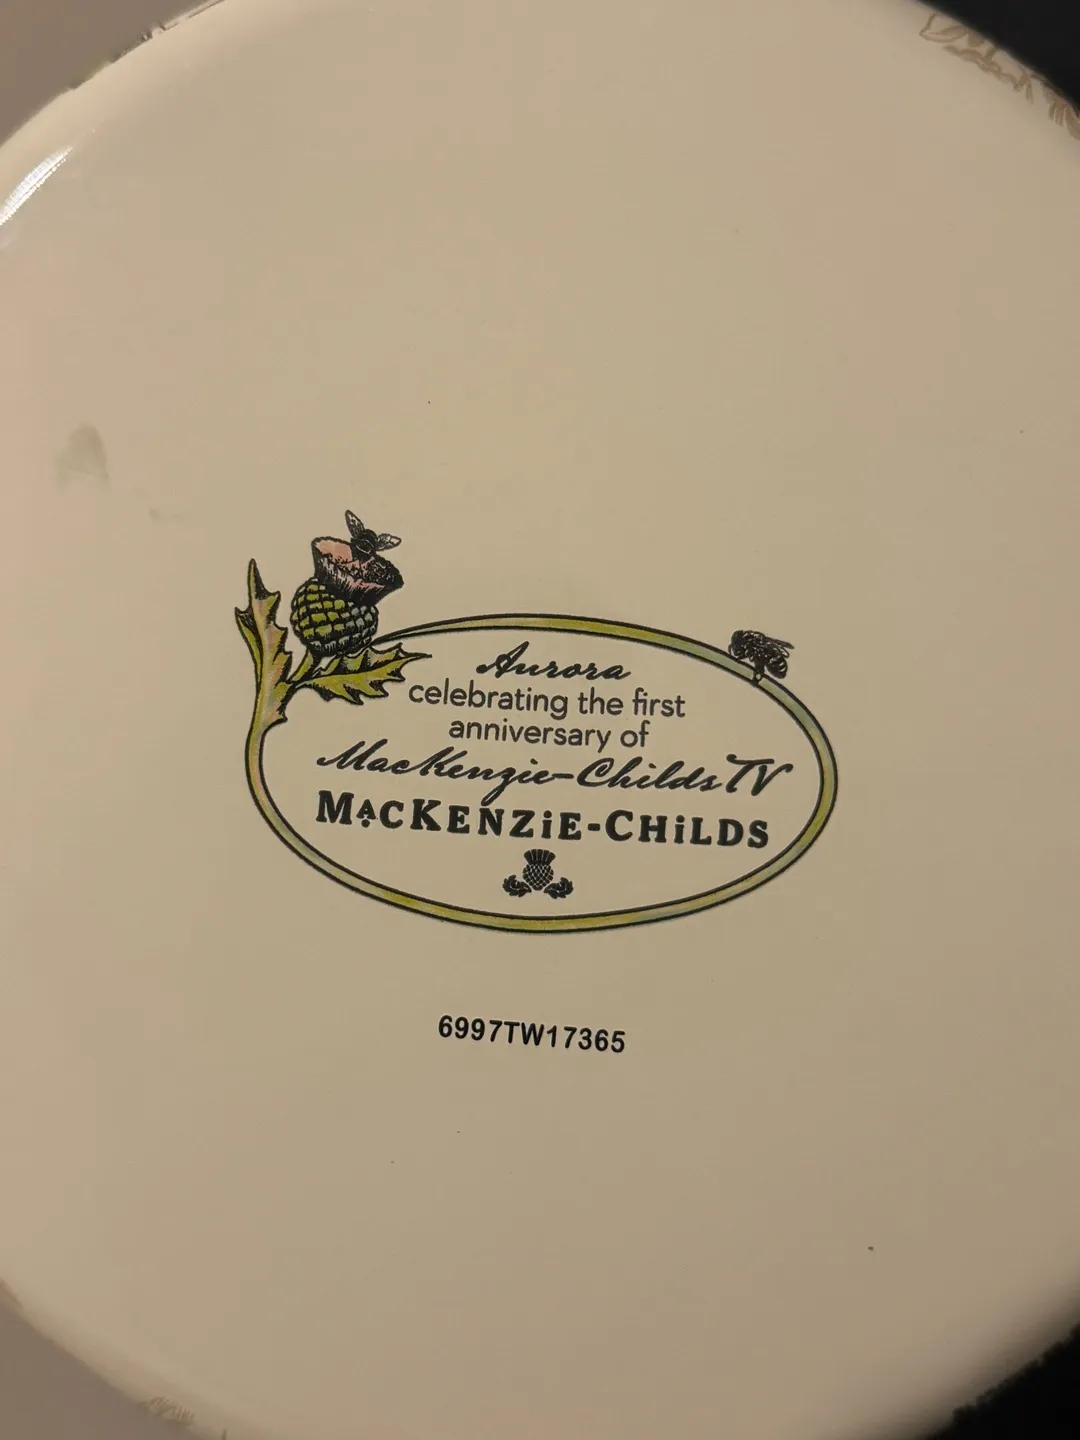 Aurora
celebrating the first
anniversary of
MacKenzie-Childs TV
MACKENZiE-CHiLDS
6997TW17365